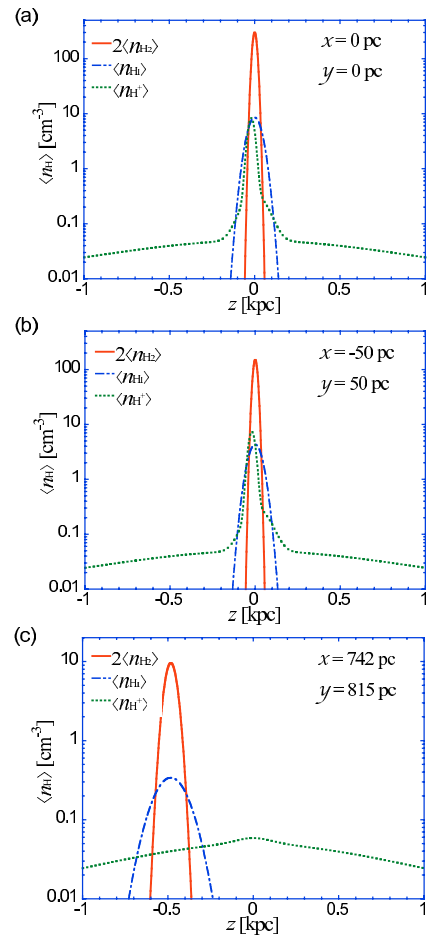 (a)
2⟨nH₂⟩
⟨nHI⟩
⟨nH⁺⟩
x = 0 pc
y = 0 pc
100
10
1
0.1
0.01
⟨nH⟩ [cm⁻³]
-1 -0.5 0 0.5 1
z [kpc]
(b)
2⟨nH₂⟩
⟨nHI⟩
⟨nH⁺⟩
x = -50 pc
y = 50 pc
100
10
1
0.1
0.01
⟨nH⟩ [cm⁻³]
-1 -0.5 0 0.5 1
z [kpc]
(c)
2⟨nH₂⟩
⟨nHI⟩
⟨nH⁺⟩
x = 742 pc
y = 815 pc
10
1
0.1
0.01
⟨nH⟩ [cm⁻³]
-1 -0.5 0 0.5 1
z [kpc]